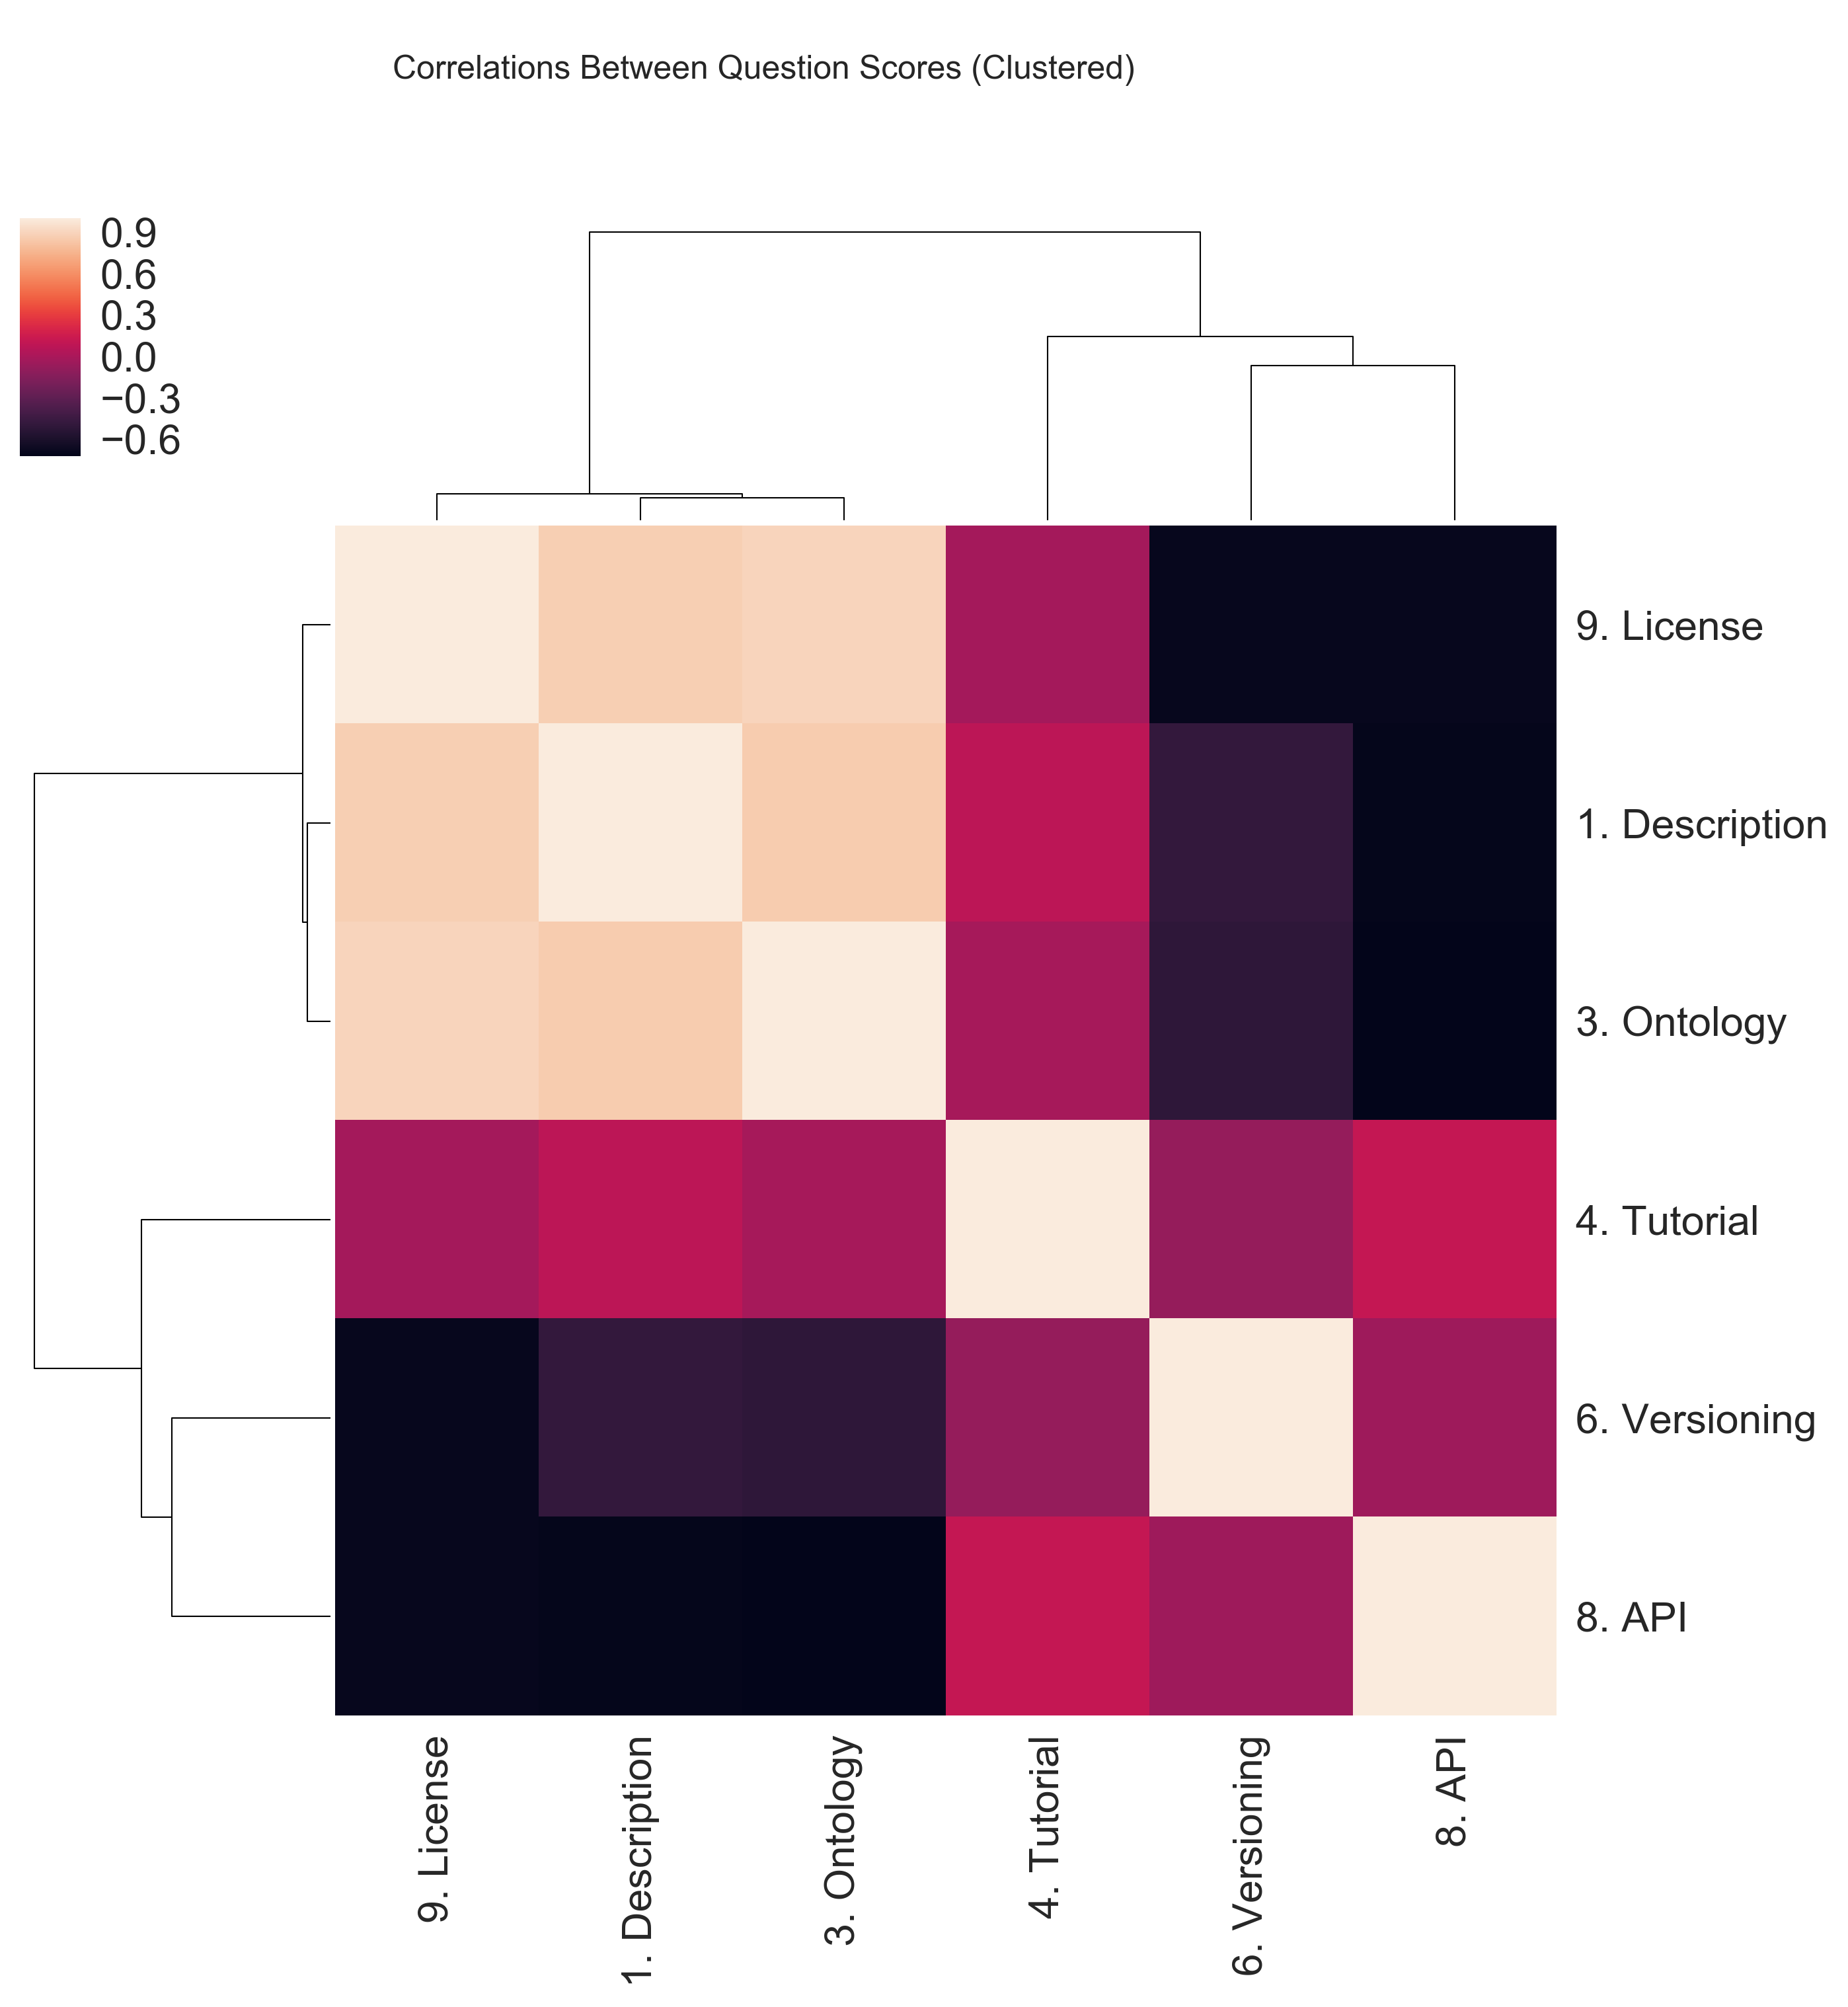 Correlations Between Question Scores (Clustered)
0.9
0.6
0.3
0.0
−0.3
−0.6
9. License
1. Description
3. Ontology
4. Tutorial
6. Versioning
8. API
9. License
1. Description
3. Ontology
4. Tutorial
6. Versioning
8. API